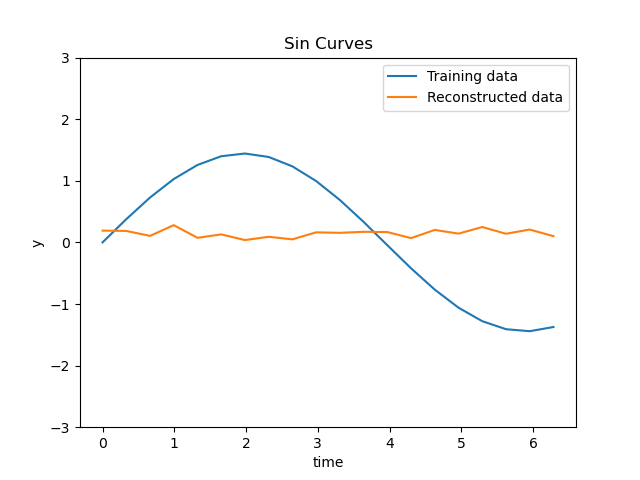 Sin Curves
Training data
Reconstructed data
3
2
1
0
−1
−2
−3
y
0 1 2 3 4 5 6
time